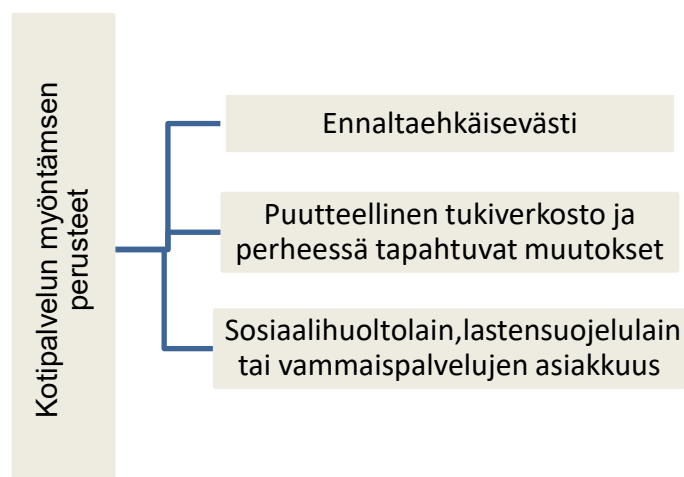 Kotipalvelun myöntämsen
perusteet
Ennaltaehkäisevästi
Puutteellinen tukiverkosto ja
perheessä tapahtuvat muutokset
Sosiaalihuoltolain,lastensuojelulain
tai vammaispalvelujen asiakkuus